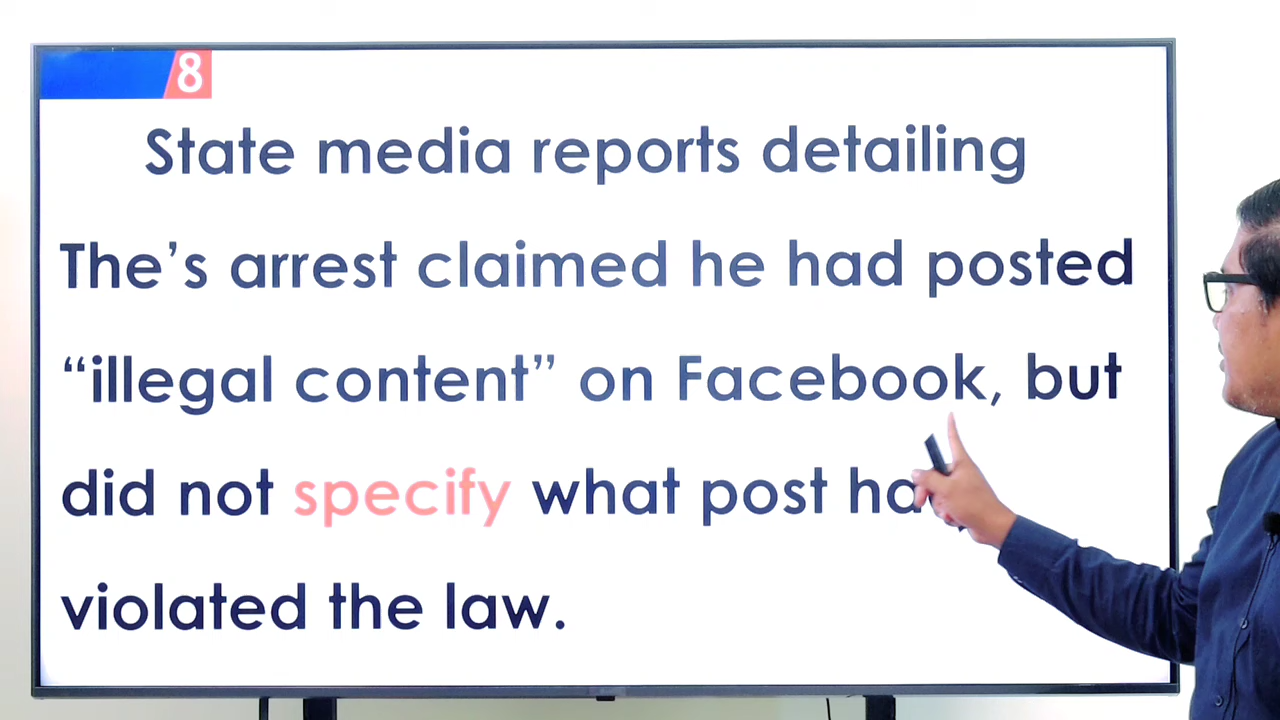 8
State media reports detailing
The’s arrest claimed he had posted
“illegal content” on Facebook, but
did not specify what post
violated the law.